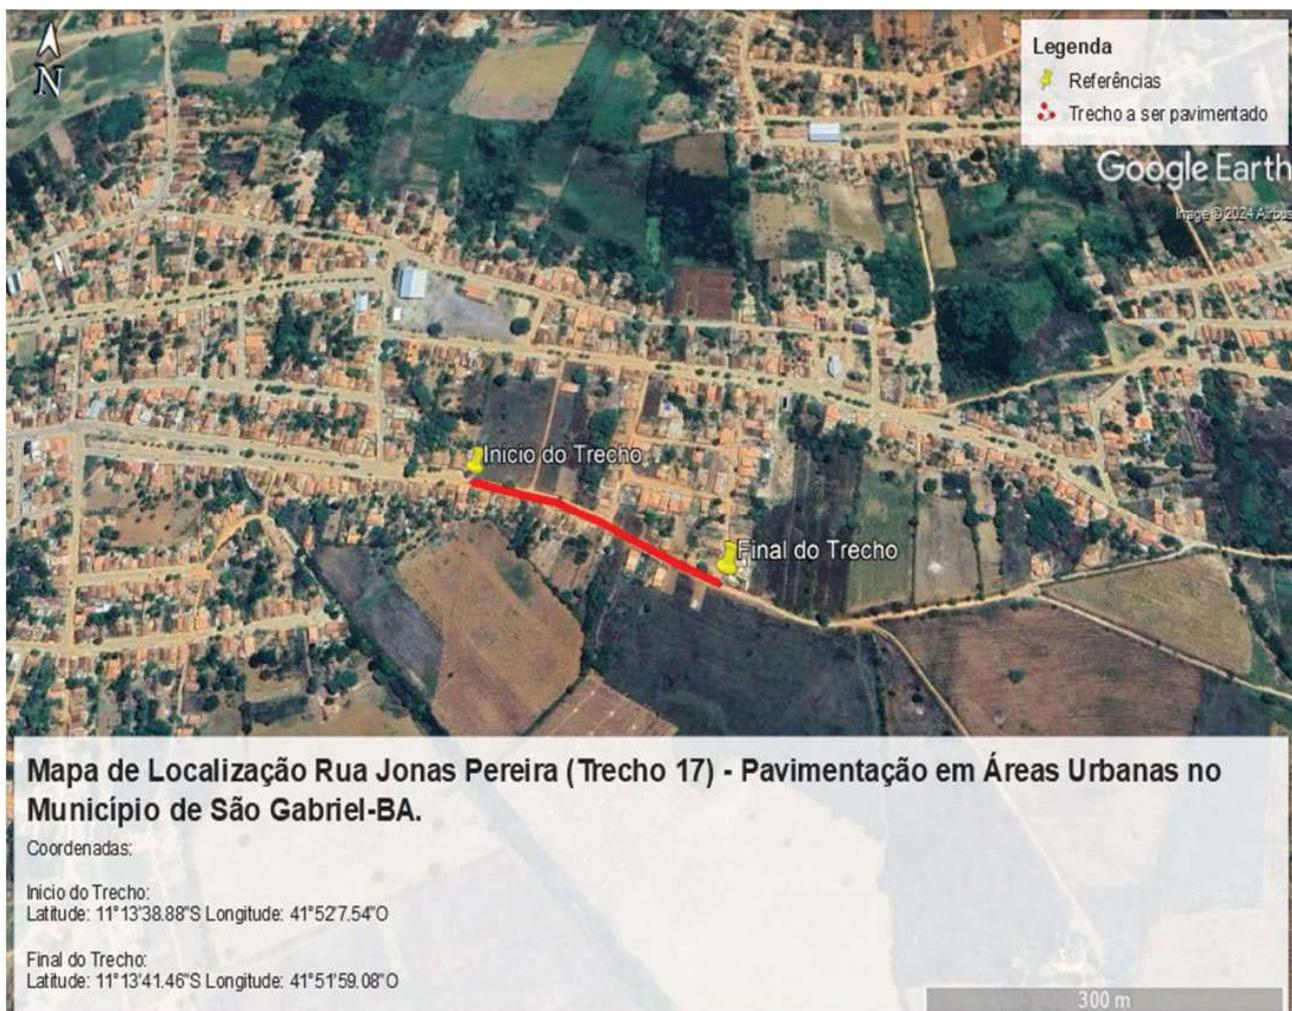 N
Legenda
Referências
Trecho a ser pavimentado
Google Earth
Image © 2024 Airbus
Inicio do Trecho
Final do Trecho
Mapa de Localização Rua Jonas Pereira (Trecho 17) - Pavimentação em Áreas Urbanas no
Município de São Gabriel-BA.
Coordenadas:
Inicio do Trecho:
Latitude: 11°13'38.88"S Longitude: 41°52'7.54"O
Final do Trecho:
Latitude: 11°13'41.46"S Longitude: 41°51'59.08"O
300 m